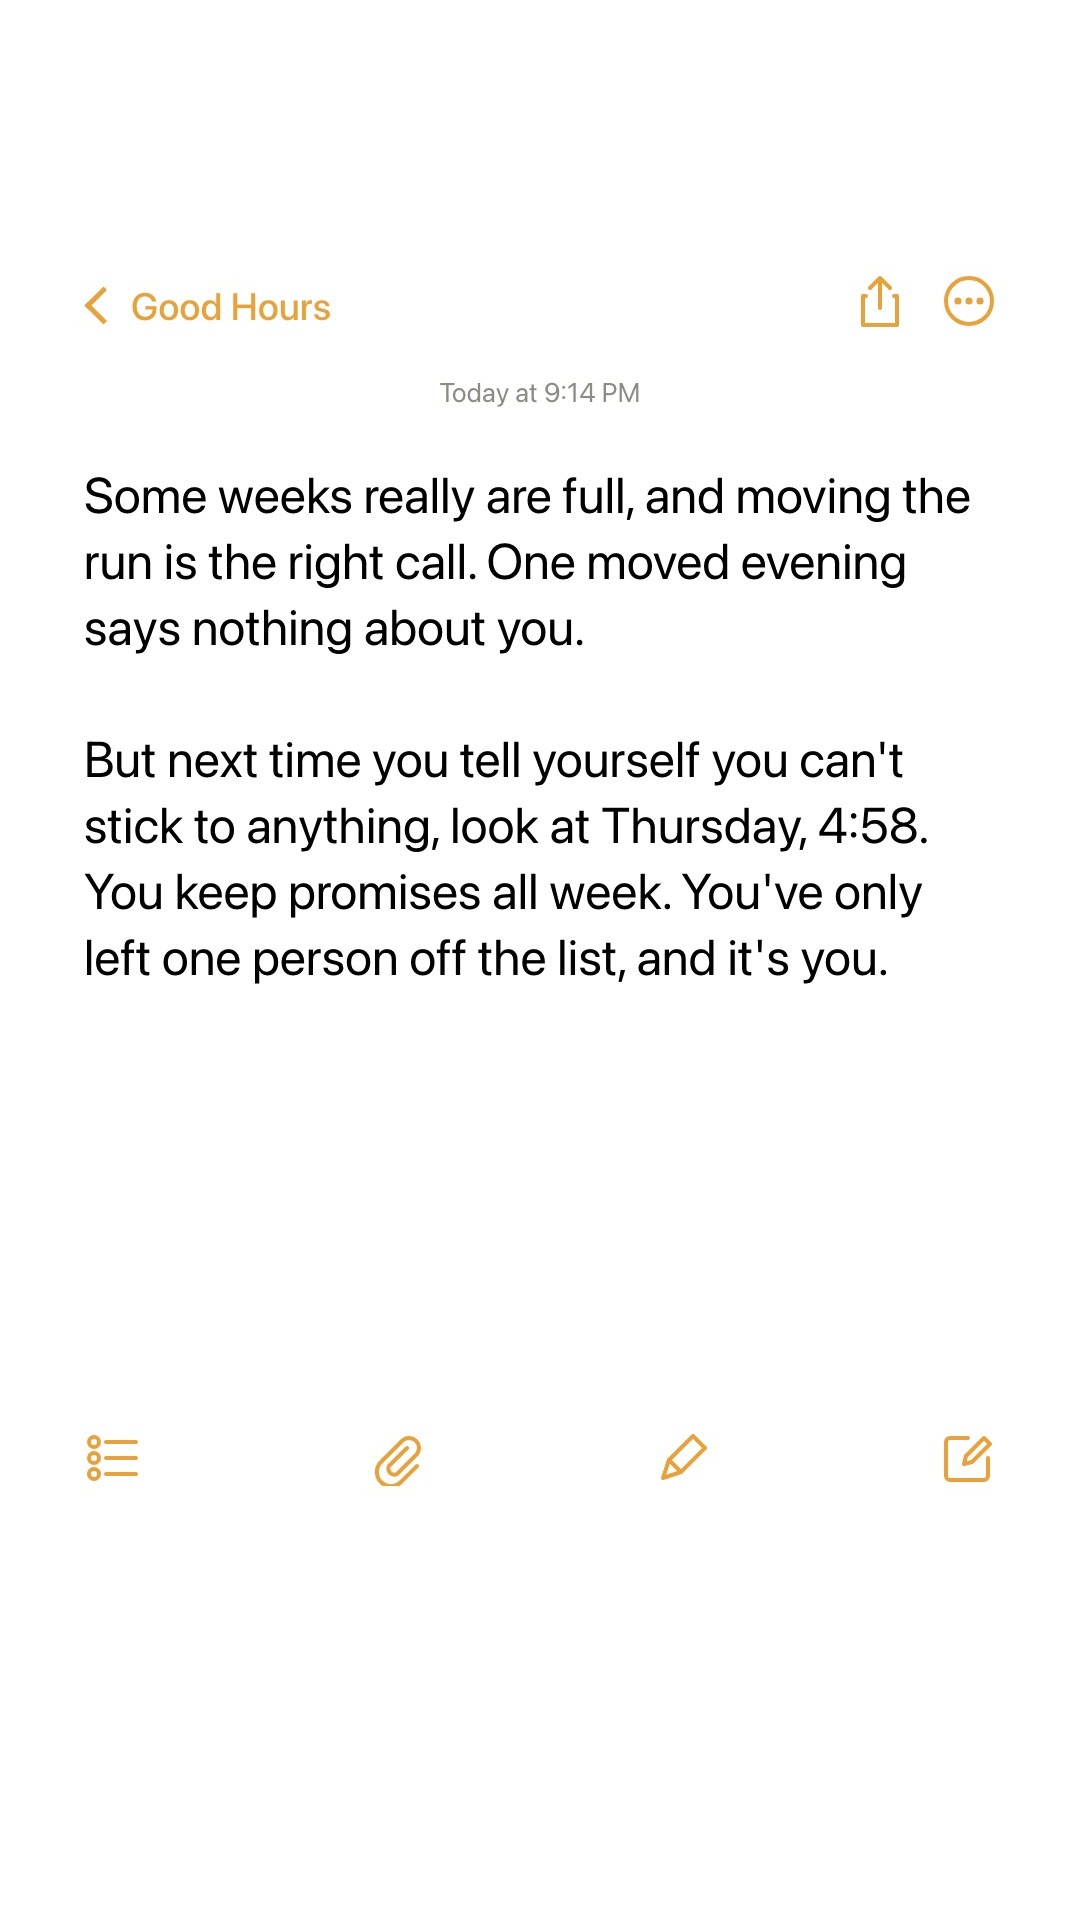 Good Hours
Today at 9:14 PM
Some weeks really are full, and moving the
run is the right call. One moved evening
says nothing about you.
But next time you tell yourself you can't
stick to anything, look at Thursday, 4:58.
You keep promises all week. You've only
left one person off the list, and it's you.